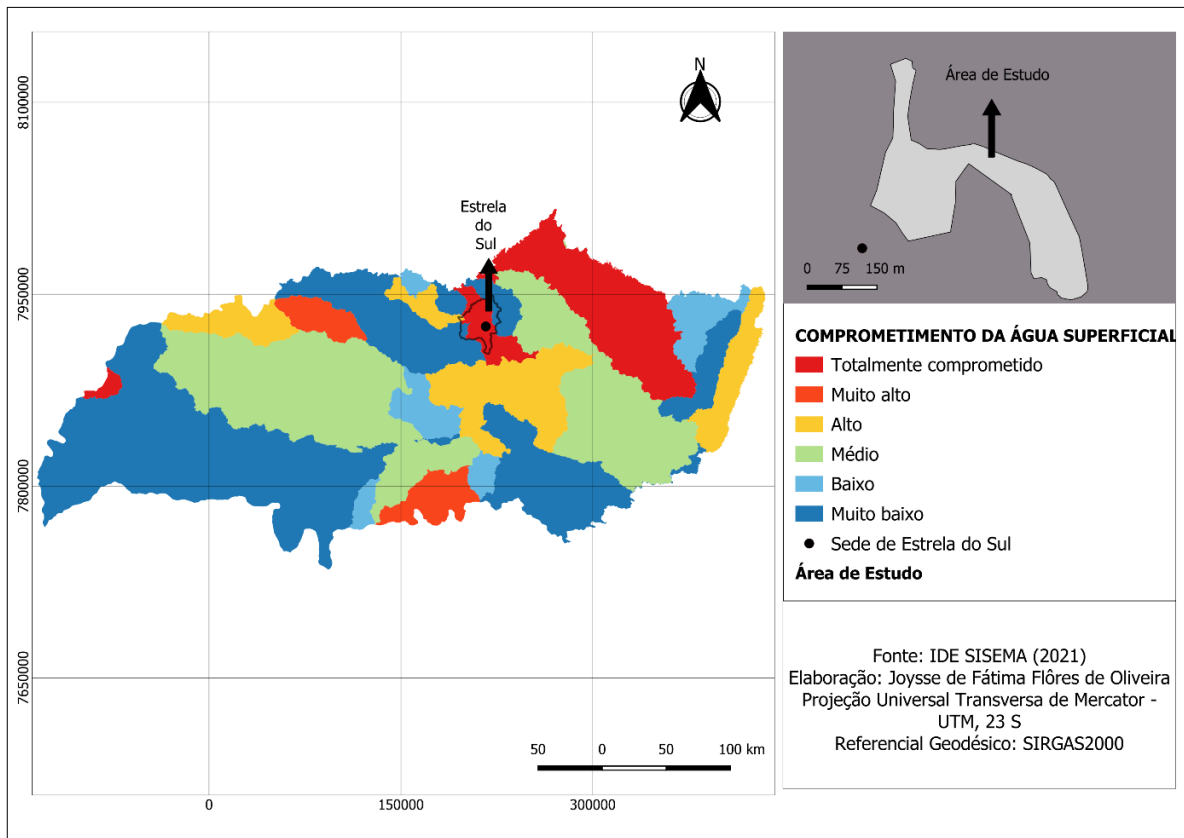 N
Estrela
do
Sul
8100000
7950000
7800000
7650000
0
150000
300000
50
0
50
100 km
Área de Estudo
0
75
150 m
COMPROMETIMENTO DA ÁGUA SUPERFICIAL
Totalmente comprometido
Muito alto
Alto
Médio
Baixo
Muito baixo
Sede de Estrela do Sul
Área de Estudo
Fonte: IDE SISEMA (2021)
Elaboração: Joysse de Fátima Flôres de Oliveira
Projeção Universal Transversa de Mercator -
UTM, 23 S
Referencial Geodésico: SIRGAS2000